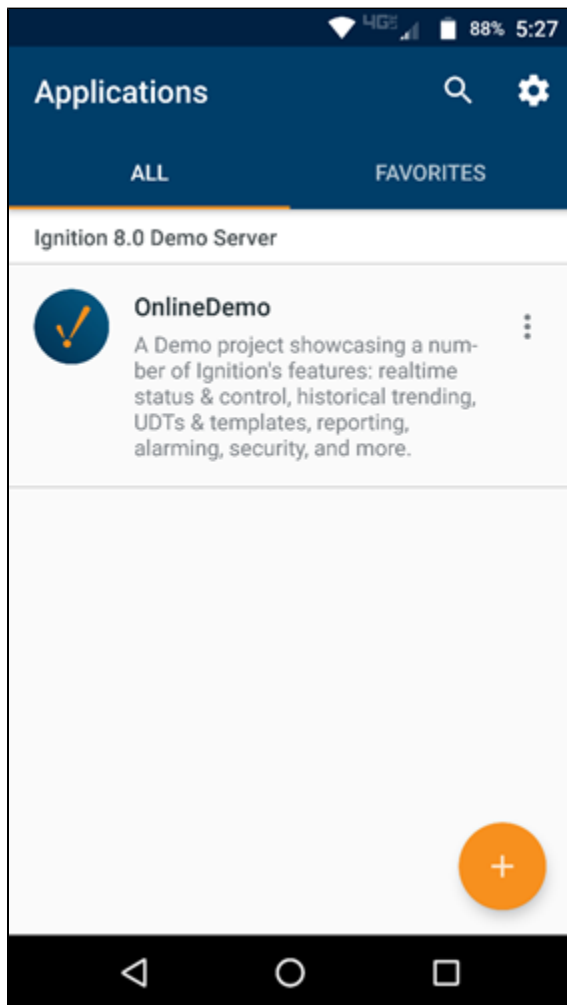 4G 88% 5:27
Applications
ALL FAVORITES
Ignition 8.0 Demo Server
OnlineDemo
A Demo project showcasing a num-
ber of Ignition's features: realtime
status & control, historical trending,
UDTs & templates, reporting,
alarming, security, and more.
+